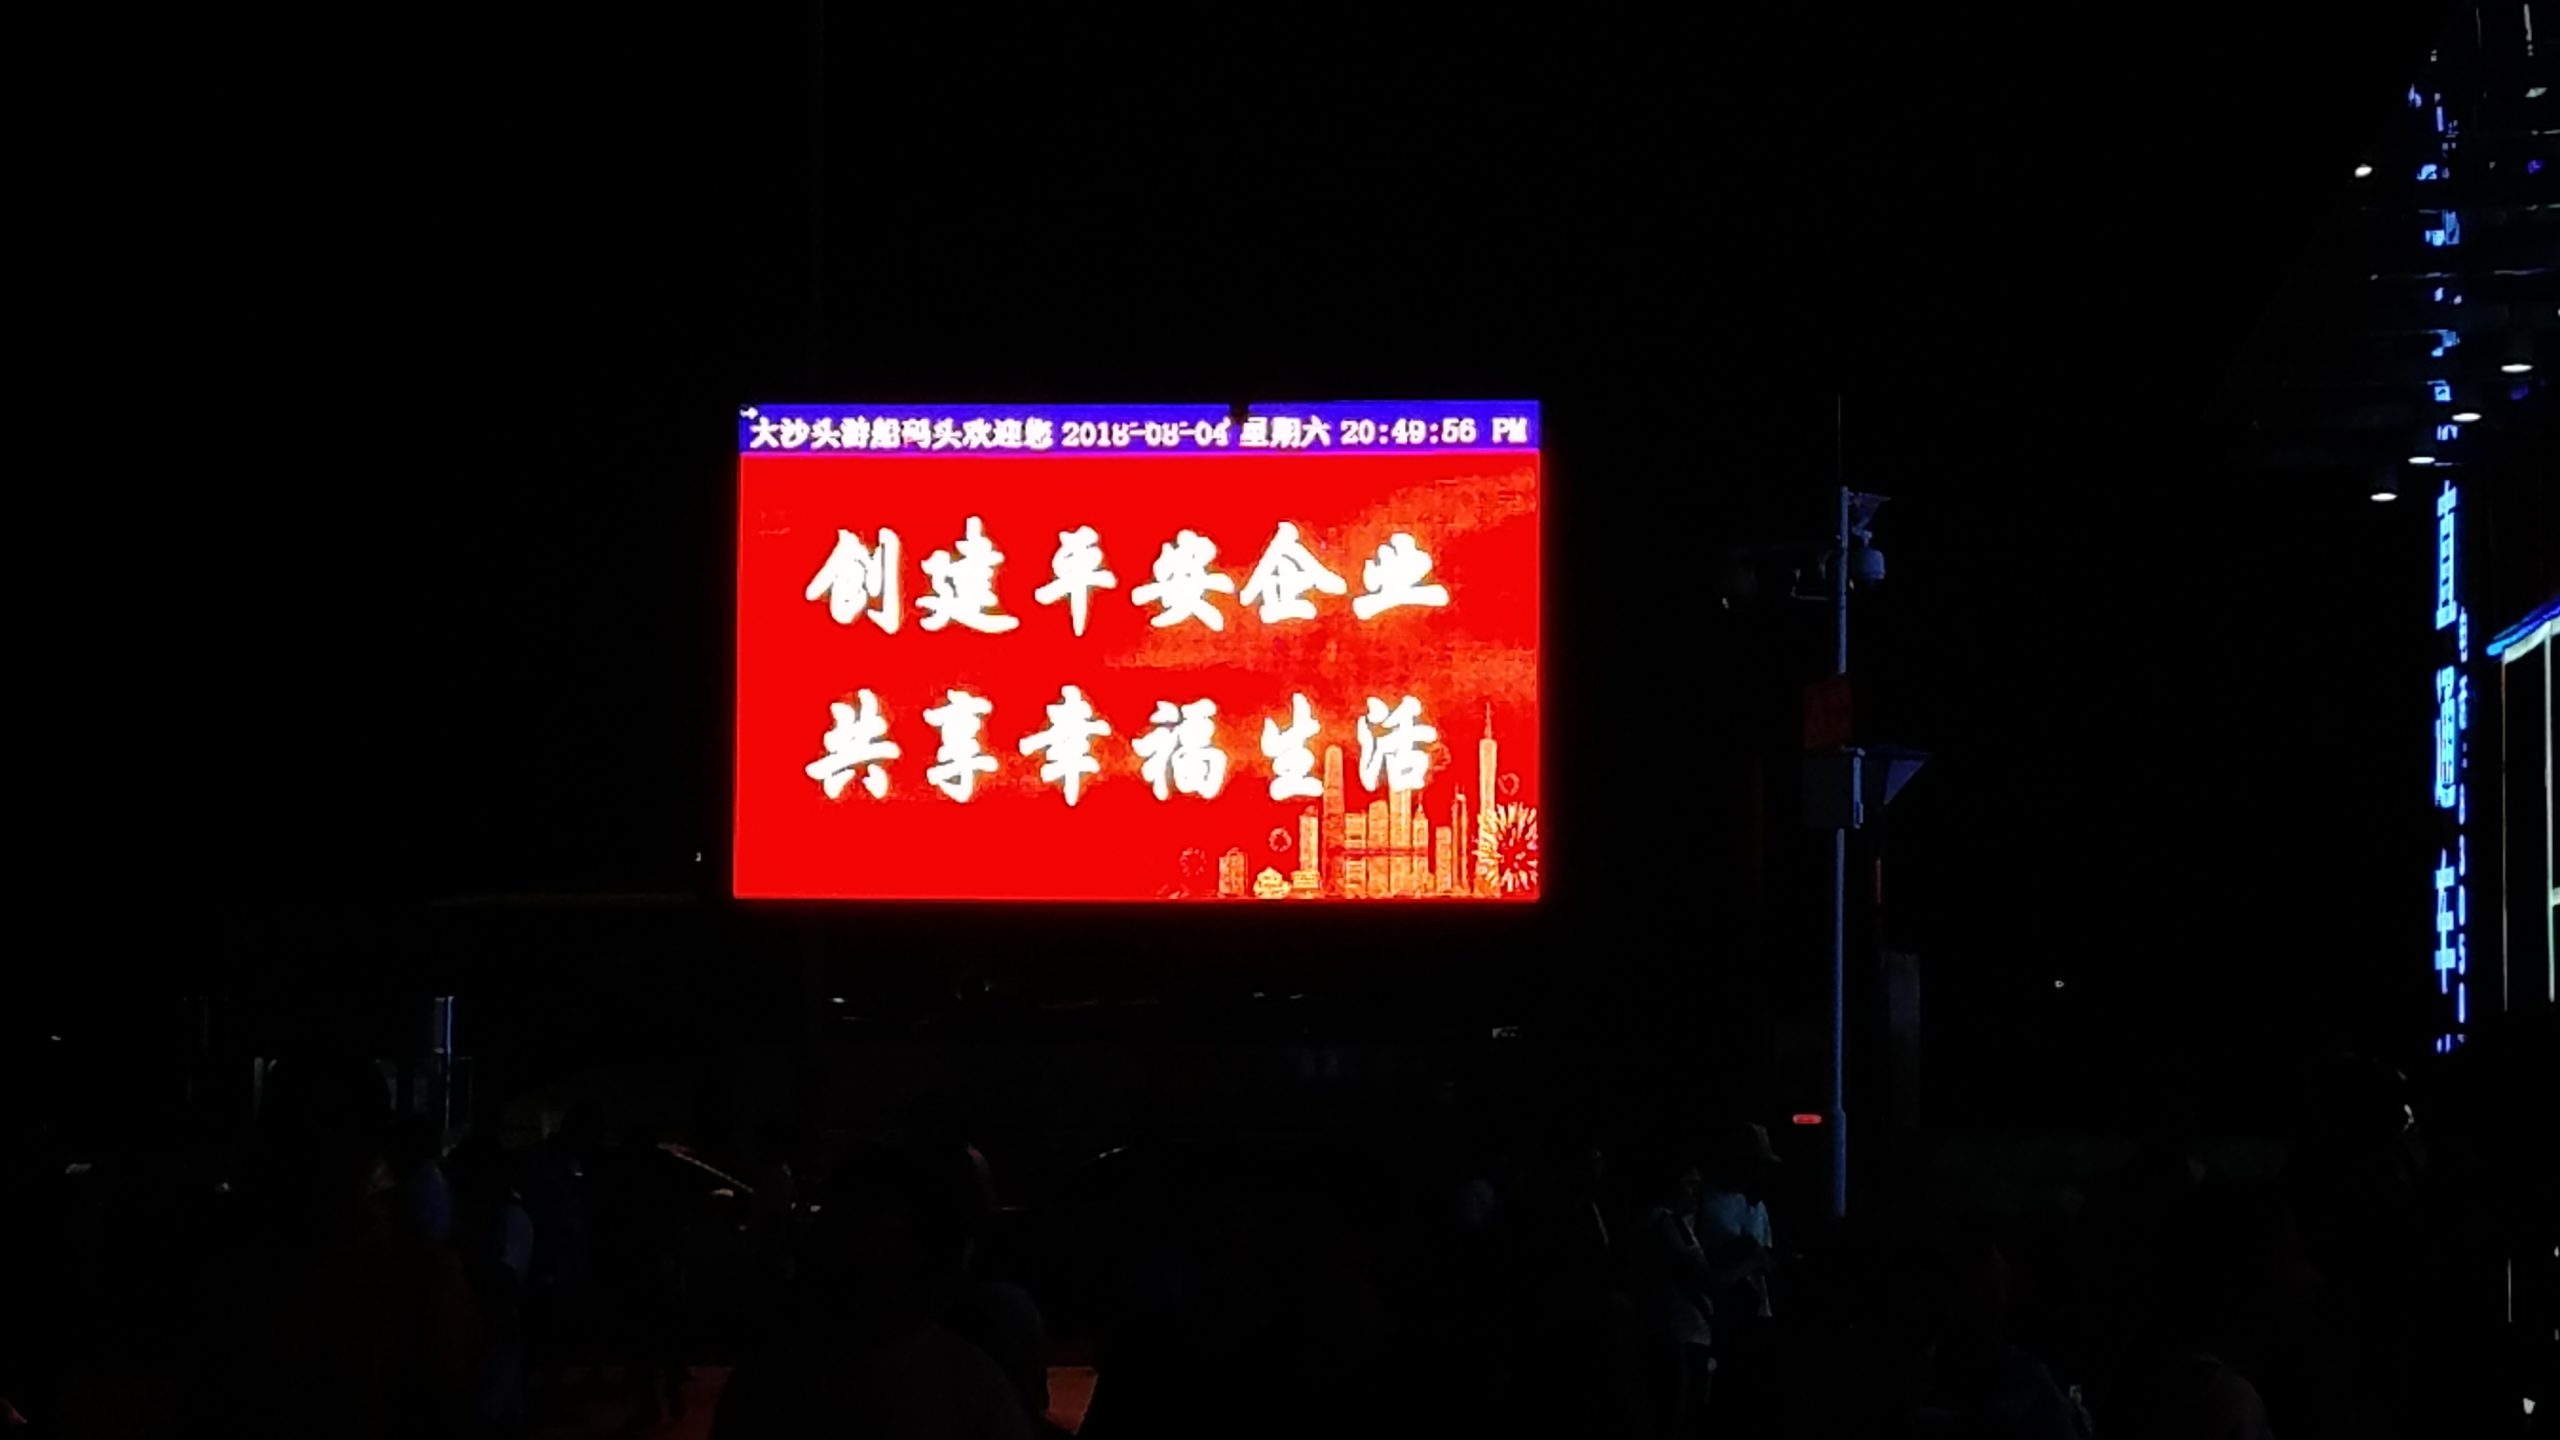 大沙头游船码头欢迎您 2018-08-04 星期六 20:49:56 PM
创建平安企业
共享幸福生活